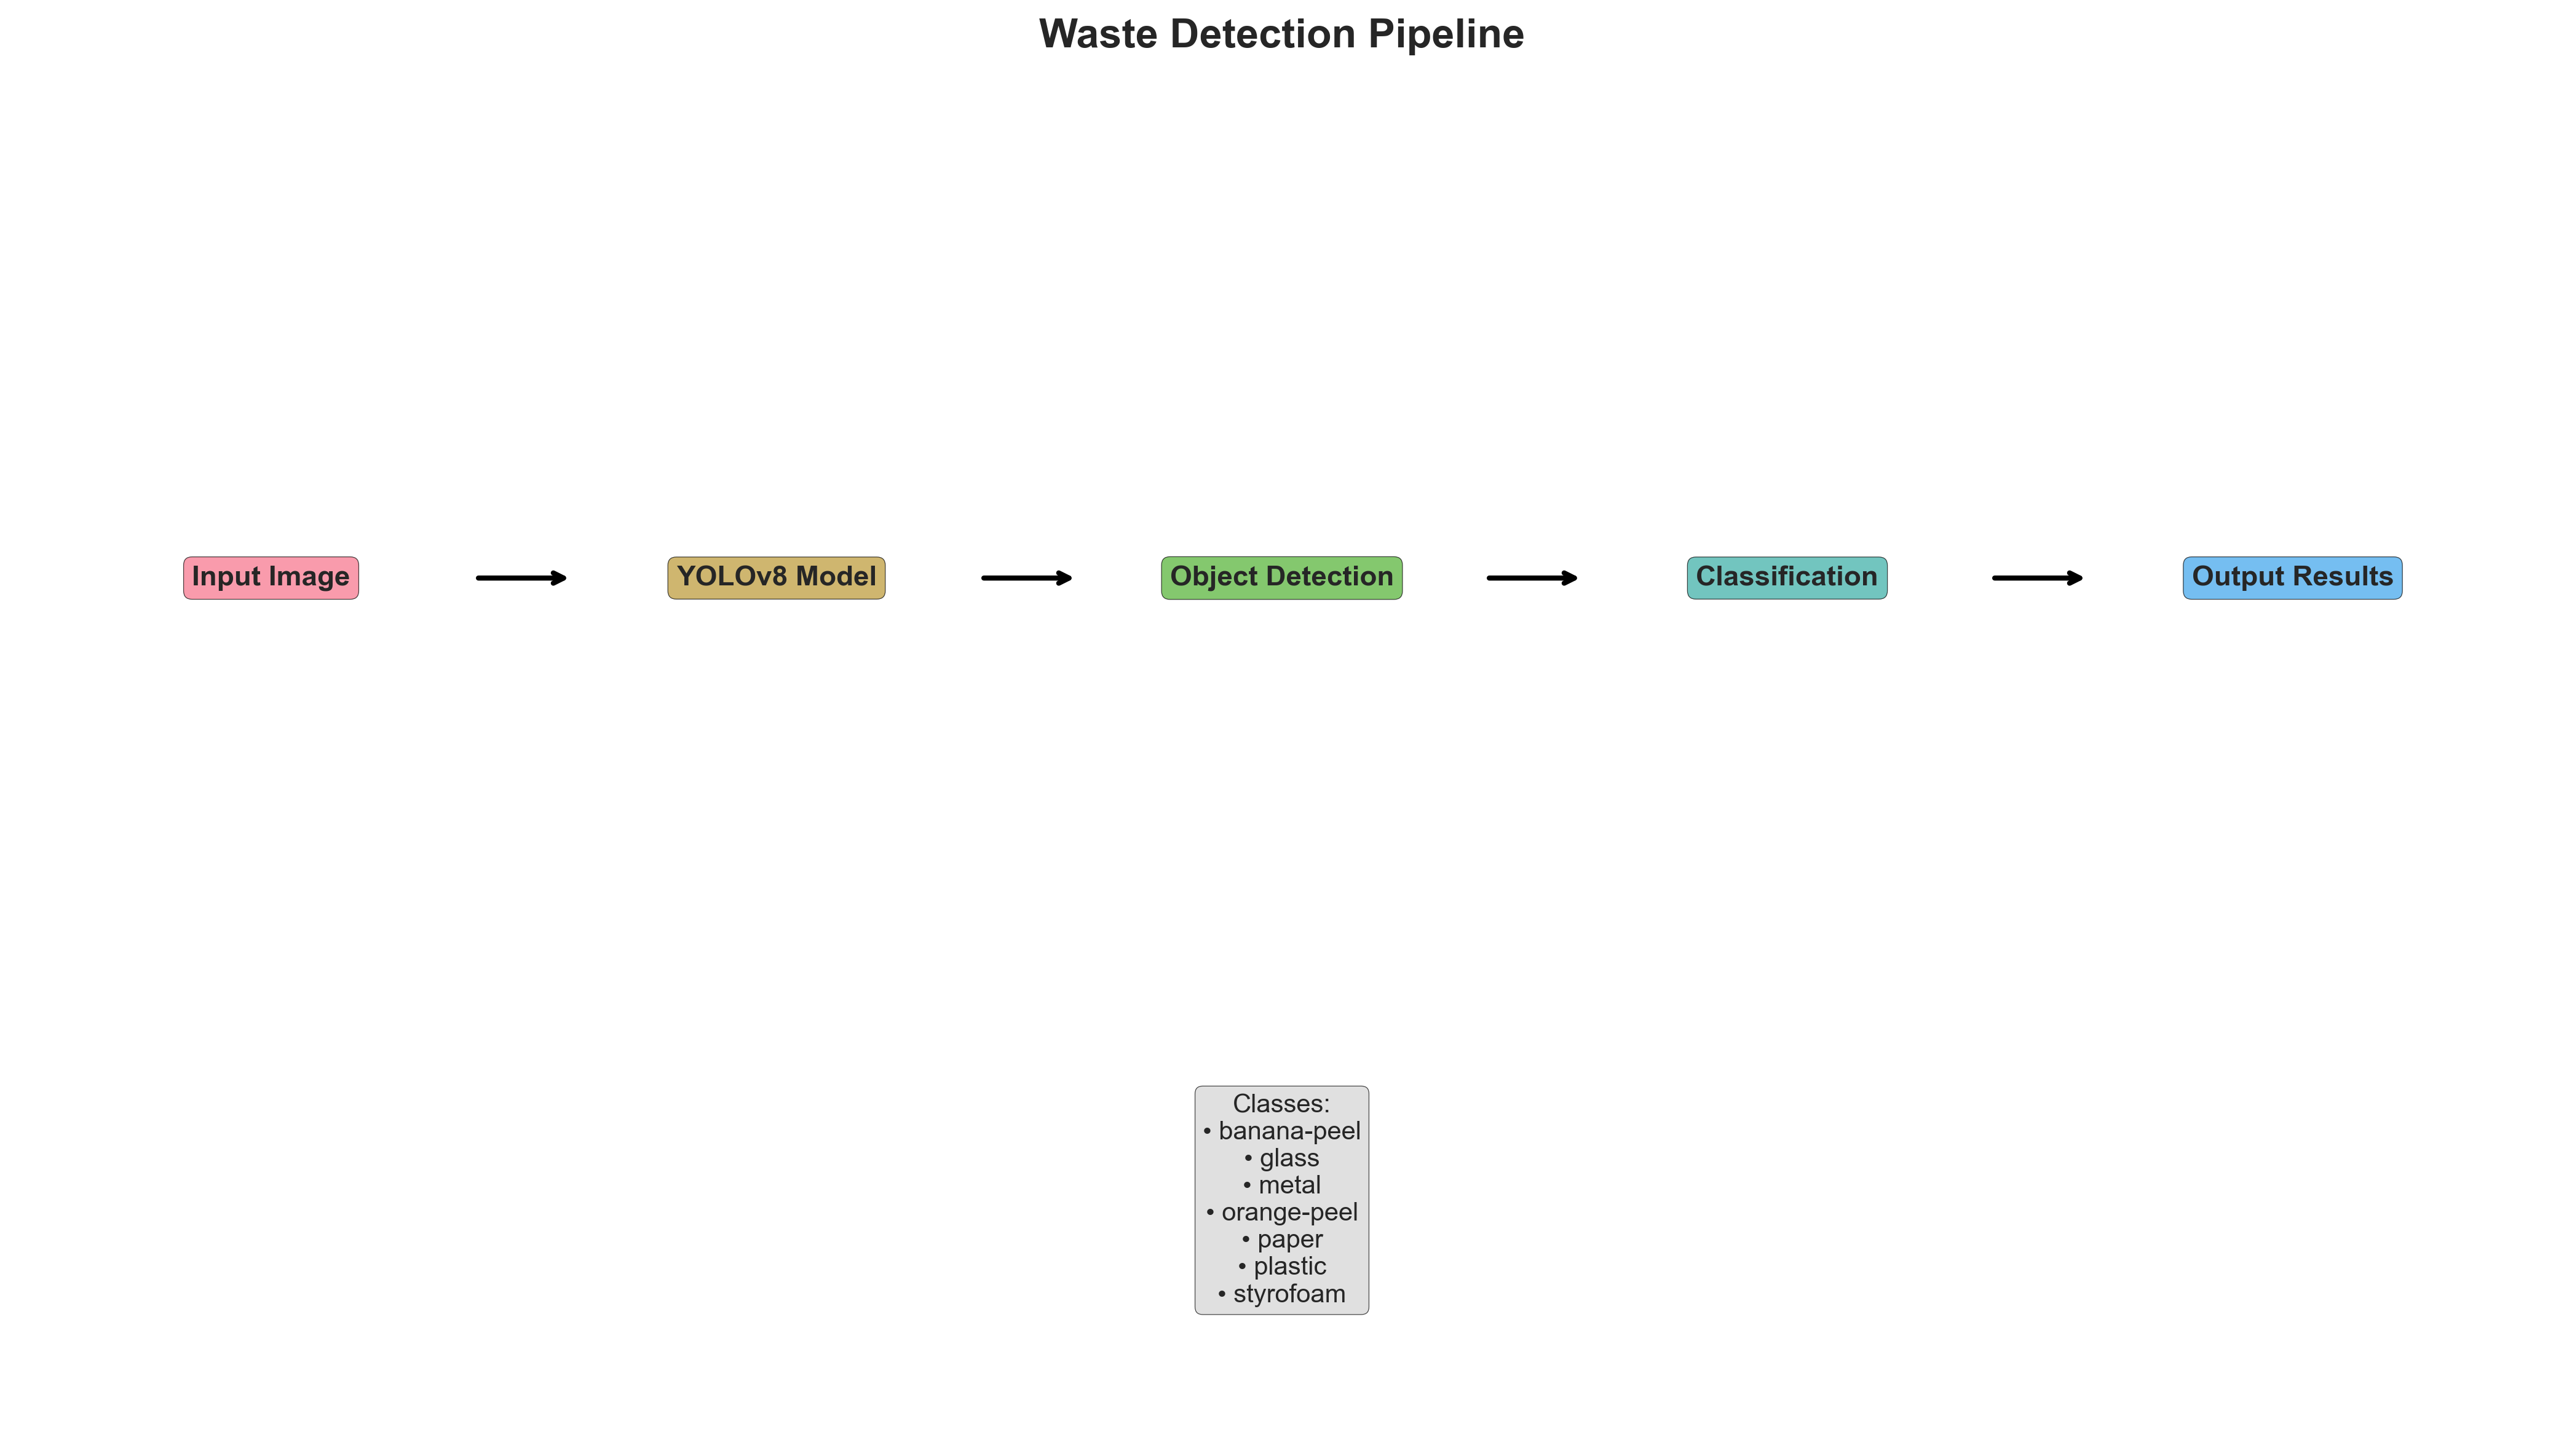 Waste Detection Pipeline
Input Image
YOLOv8 Model
Object Detection
Classification
Output Results
Classes:
• banana-peel
• glass
• metal
• orange-peel
• paper
• plastic
• styrofoam